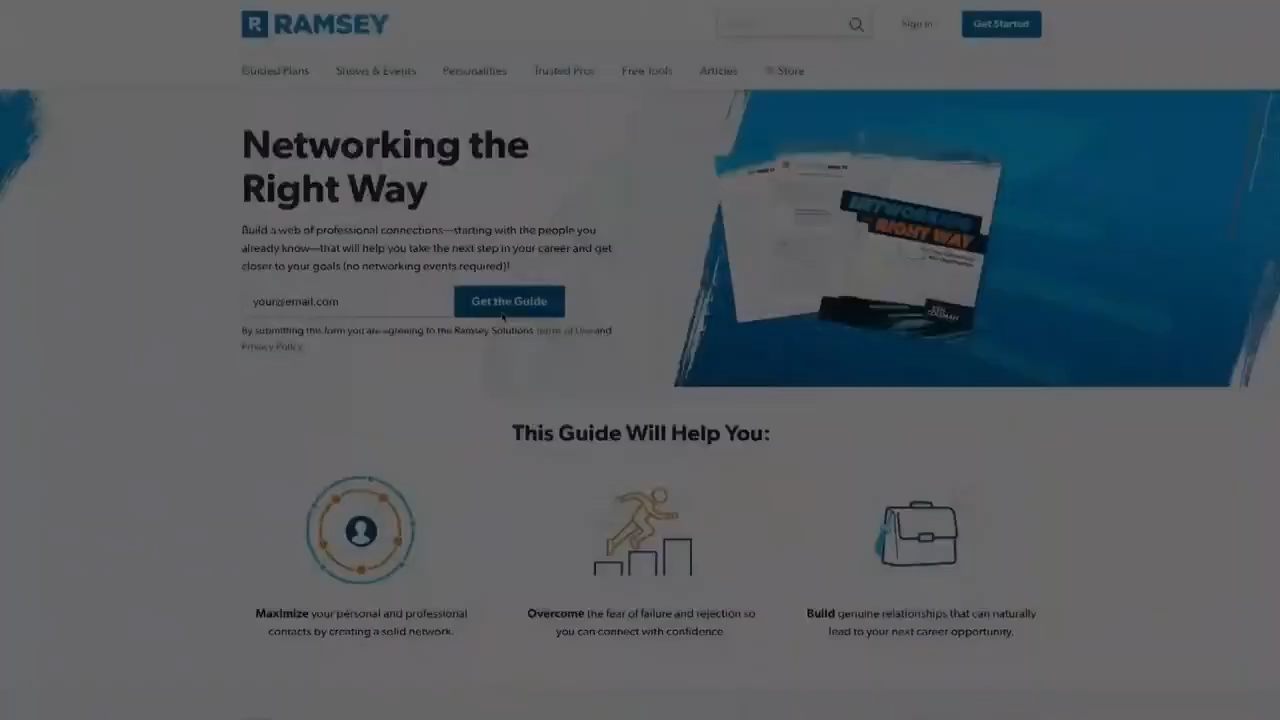 RAMSEY
Sign In
Get Started
Guided Plans
Shows & Events
Personalities
Trusted Pros
Free Tools
Articles
Store
Networking the
Right Way
Build a web of professional connections—starting with the people you
already know—that will help you take the next step in your career and get
closer to your goals (no networking events required)!
your@email.com
Get the Guide
By submitting this form you are agreeing to the Ramsey Solutions Terms of Use and
Privacy Policy.
NETWORKING
THE RIGHT WAY
KEN
COLEMAN
This Guide Will Help You:
Maximize your personal and professional
contacts by creating a solid network.
Overcome the fear of failure and rejection so
you can connect with confidence.
Build genuine relationships that can naturally
lead to your next career opportunity.